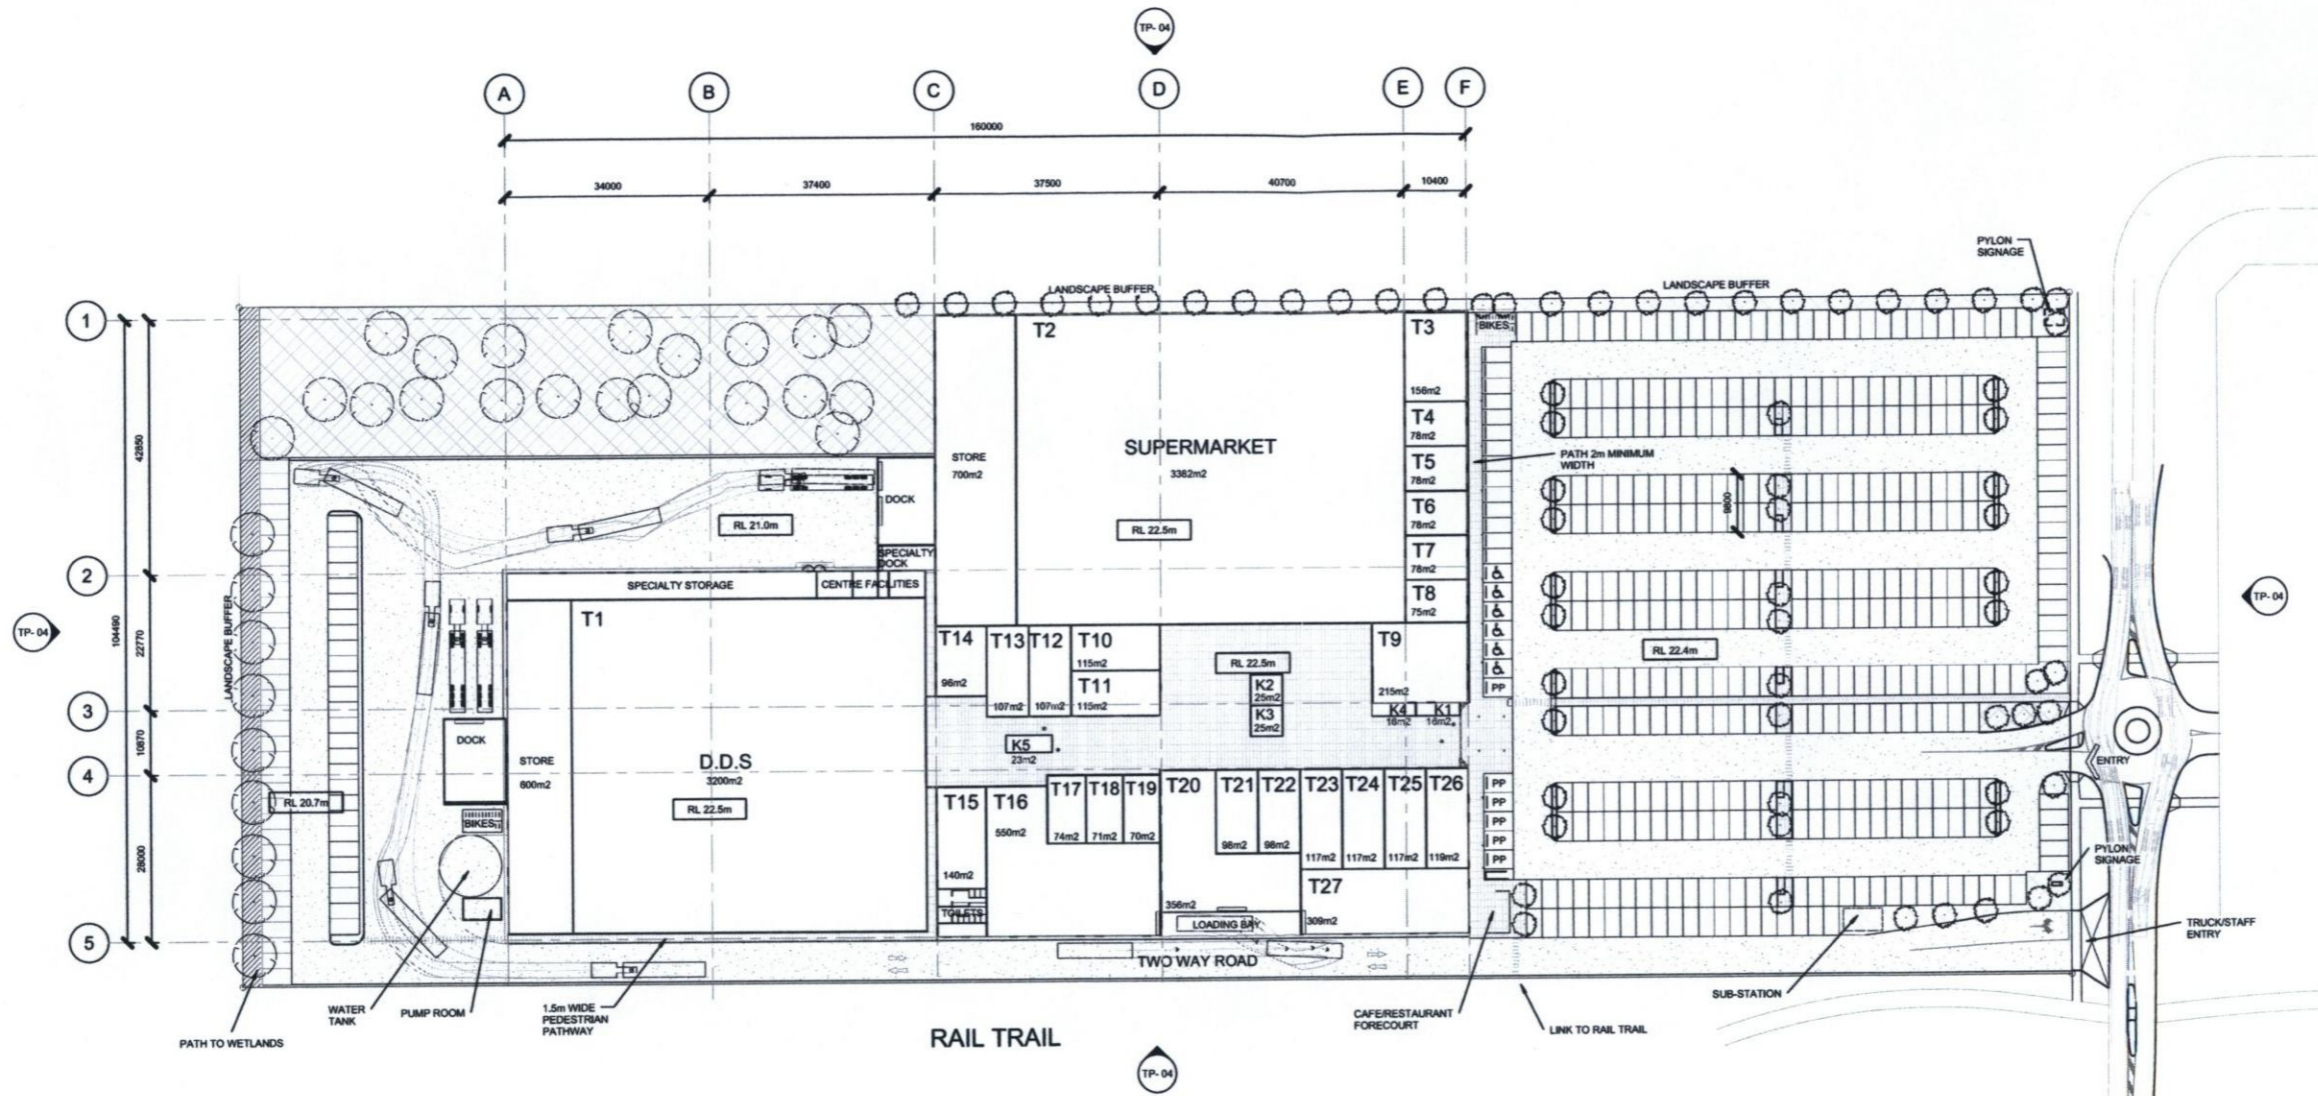 TP- 04
A
B
C
D
E
F
160000
34000
37400
37500
40700
10400
PYLON
SIGNAGE
LANDSCAPE BUFFER
LANDSCAPE BUFFER
1
2
3
4
5
TP- 04
104490
42850
22770
10870
28000
LANDSCAPE BUFFER
T2
STORE
700m2
SUPERMARKET
3382m2
RL 22.5m
T3
156m2
T4
78m2
T5
78m2
T6
78m2
T7
78m2
T8
75m2
BIKES
PATH 2m MINIMUM
WIDTH
9800
DOCK
RL 21.0m
SPECIALTY
DOCK
SPECIALTY STORAGE
CENTRE FACILITIES
T1
T14
96m2
T13
107m2
T12
107m2
T10
115m2
T11
115m2
RL 22.5m
K2
25m2
K3
25m2
T9
215m2
K4
16m2
K1
16m2
PP
RL 22.4m
TP- 04
DOCK
STORE
600m2
D.D.S
3200m2
RL 22.5m
K5
23m2
RL 20.7m
BIKES
T15
140m2
T16
550m2
T17
74m2
T18
71m2
T19
70m2
T20
356m2
T21
98m2
T22
98m2
T23
117m2
T24
117m2
T25
117m2
T26
119m2
T27
309m2
PP
PP
PP
PP
PP
ENTRY
PYLON
SIGNAGE
TOILETS
LOADING BAY
TWO WAY ROAD
TRUCK/STAFF
ENTRY
SUB-STATION
WATER
TANK
PUMP ROOM
1.5m WIDE
PEDESTRIAN
PATHWAY
PATH TO WETLANDS
RAIL TRAIL
CAFE/RESTAURANT
FORECOURT
LINK TO RAIL TRAIL
TP- 04